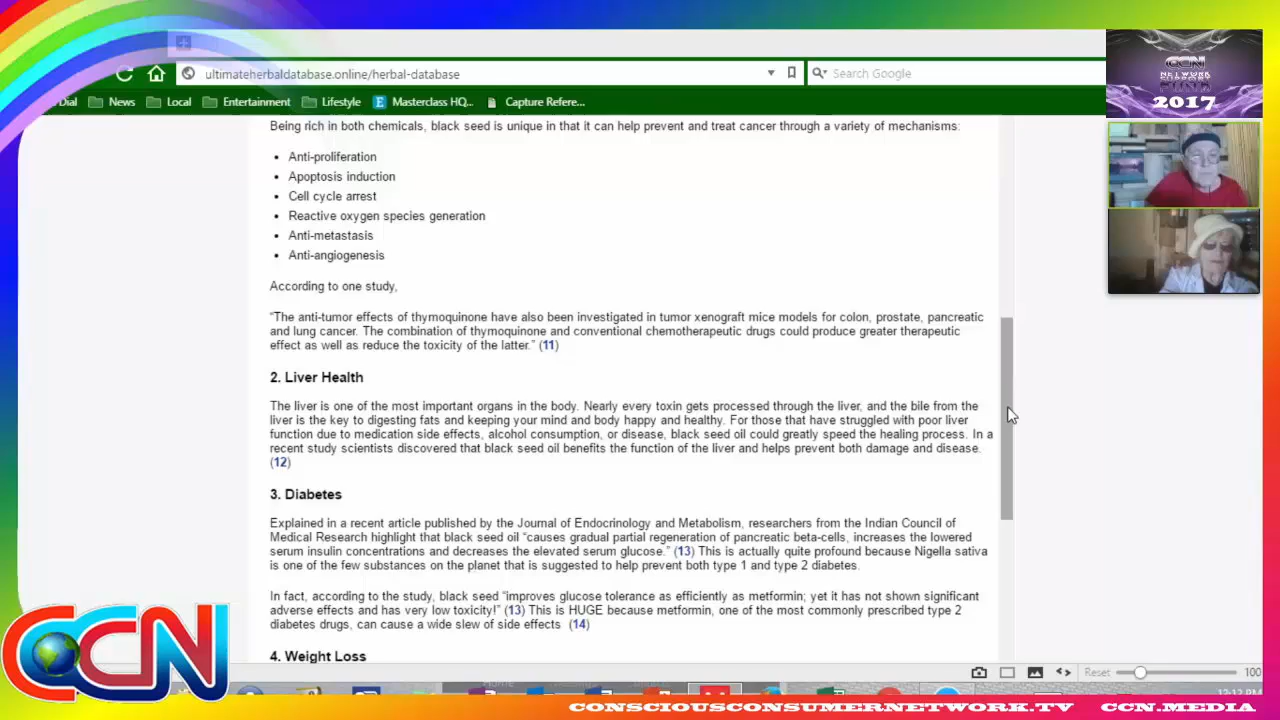 ultimateherbaldatabase.online/herbal-database
Search Google
Dial
News
Local
Entertainment
Lifestyle
Masterclass HQ...
Capture Refere...
CCN
NETWORK
SUPPORT
2017
Being rich in both chemicals, black seed is unique in that it can help prevent and treat cancer through a variety of mechanisms:
• Anti-proliferation
• Apoptosis induction
• Cell cycle arrest
• Reactive oxygen species generation
• Anti-metastasis
• Anti-angiogenesis
According to one study,
“The anti-tumor effects of thymoquinone have also been investigated in tumor xenograft mice models for colon, prostate, pancreatic
and lung cancer. The combination of thymoquinone and conventional chemotherapeutic drugs could produce greater therapeutic
effect as well as reduce the toxicity of the latter.” (11)
2. Liver Health
The liver is one of the most important organs in the body. Nearly every toxin gets processed through the liver, and the bile from the
liver is the key to digesting fats and keeping your mind and body happy and healthy. For those that have struggled with poor liver
function due to medication side effects, alcohol consumption, or disease, black seed oil could greatly speed the healing process. In a
recent study scientists discovered that black seed oil benefits the function of the liver and helps prevent both damage and disease.
(12)
3. Diabetes
Explained in a recent article published by the Journal of Endocrinology and Metabolism, researchers from the Indian Council of
Medical Research highlight that black seed oil “causes gradual partial regeneration of pancreatic beta-cells, increases the lowered
serum insulin concentrations and decreases the elevated serum glucose.” (13) This is actually quite profound because Nigella sativa
is one of the few substances on the planet that is suggested to help prevent both type 1 and type 2 diabetes.
In fact, according to the study, black seed “improves glucose tolerance as efficiently as metformin; yet it has not shown significant
adverse effects and has very low toxicity!” (13) This is HUGE because metformin, one of the most commonly prescribed type 2
diabetes drugs, can cause a wide slew of side effects (14)
4. Weight Loss
Reset
100
12:12 PM
CCN
CONSCIOUSCONSUMERNETWORK.TV CCN.MEDIA